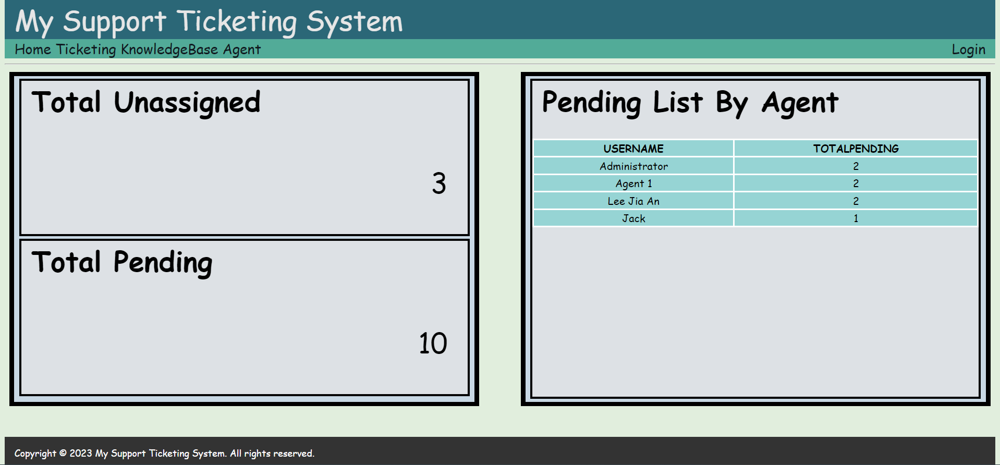 My Support Ticketing System
Home Ticketing KnowledgeBase Agent Login
Total Unassigned
3
Total Pending
10
Pending List By Agent
USERNAME TOTALPENDING
Administrator 2
Agent 1 2
Lee Jia An 2
Jack 1
Copyright © 2023 My Support Ticketing System. All rights reserved.